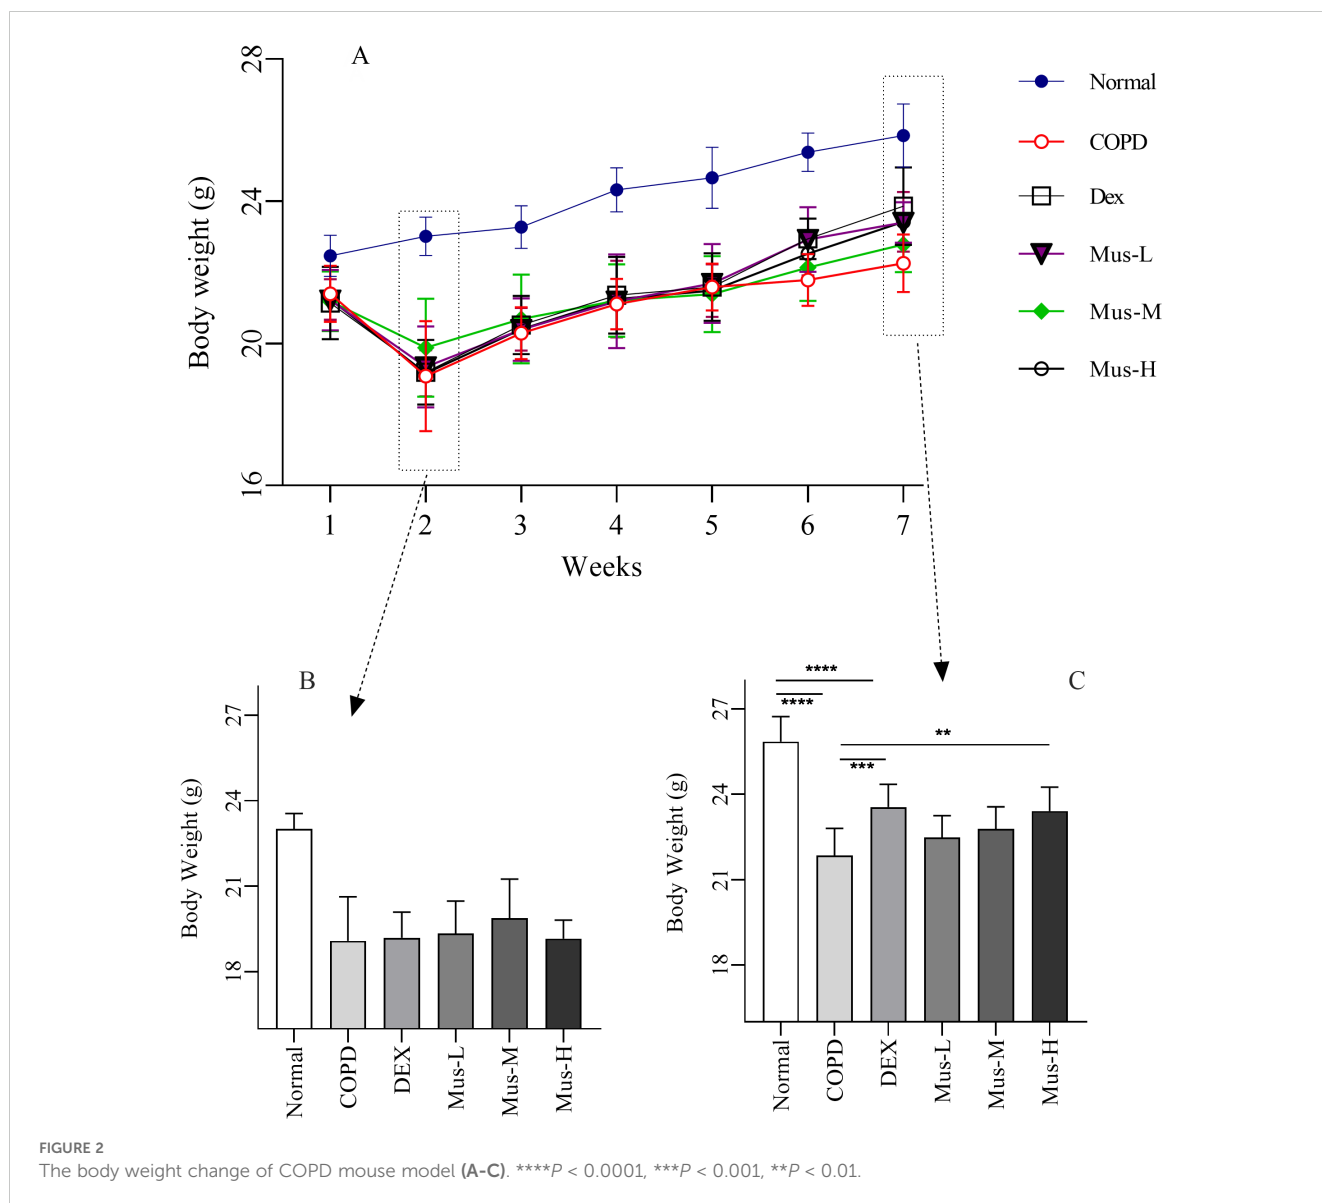 A
28
24
20
16
Body weight (g)
1 2 3 4 5 6 7
Weeks
Normal
COPD
Dex
Mus-L
Mus-M
Mus-H
B
27
24
21
18
Body Weight (g)
Normal
COPD
DEX
Mus-L
Mus-M
Mus-H
C
****
****
**
***
27
24
21
18
Body Weight (g)
Normal
COPD
DEX
Mus-L
Mus-M
Mus-H
FIGURE 2
The body weight change of COPD mouse model (A-C). ****P < 0.0001, ***P < 0.001, **P < 0.01.